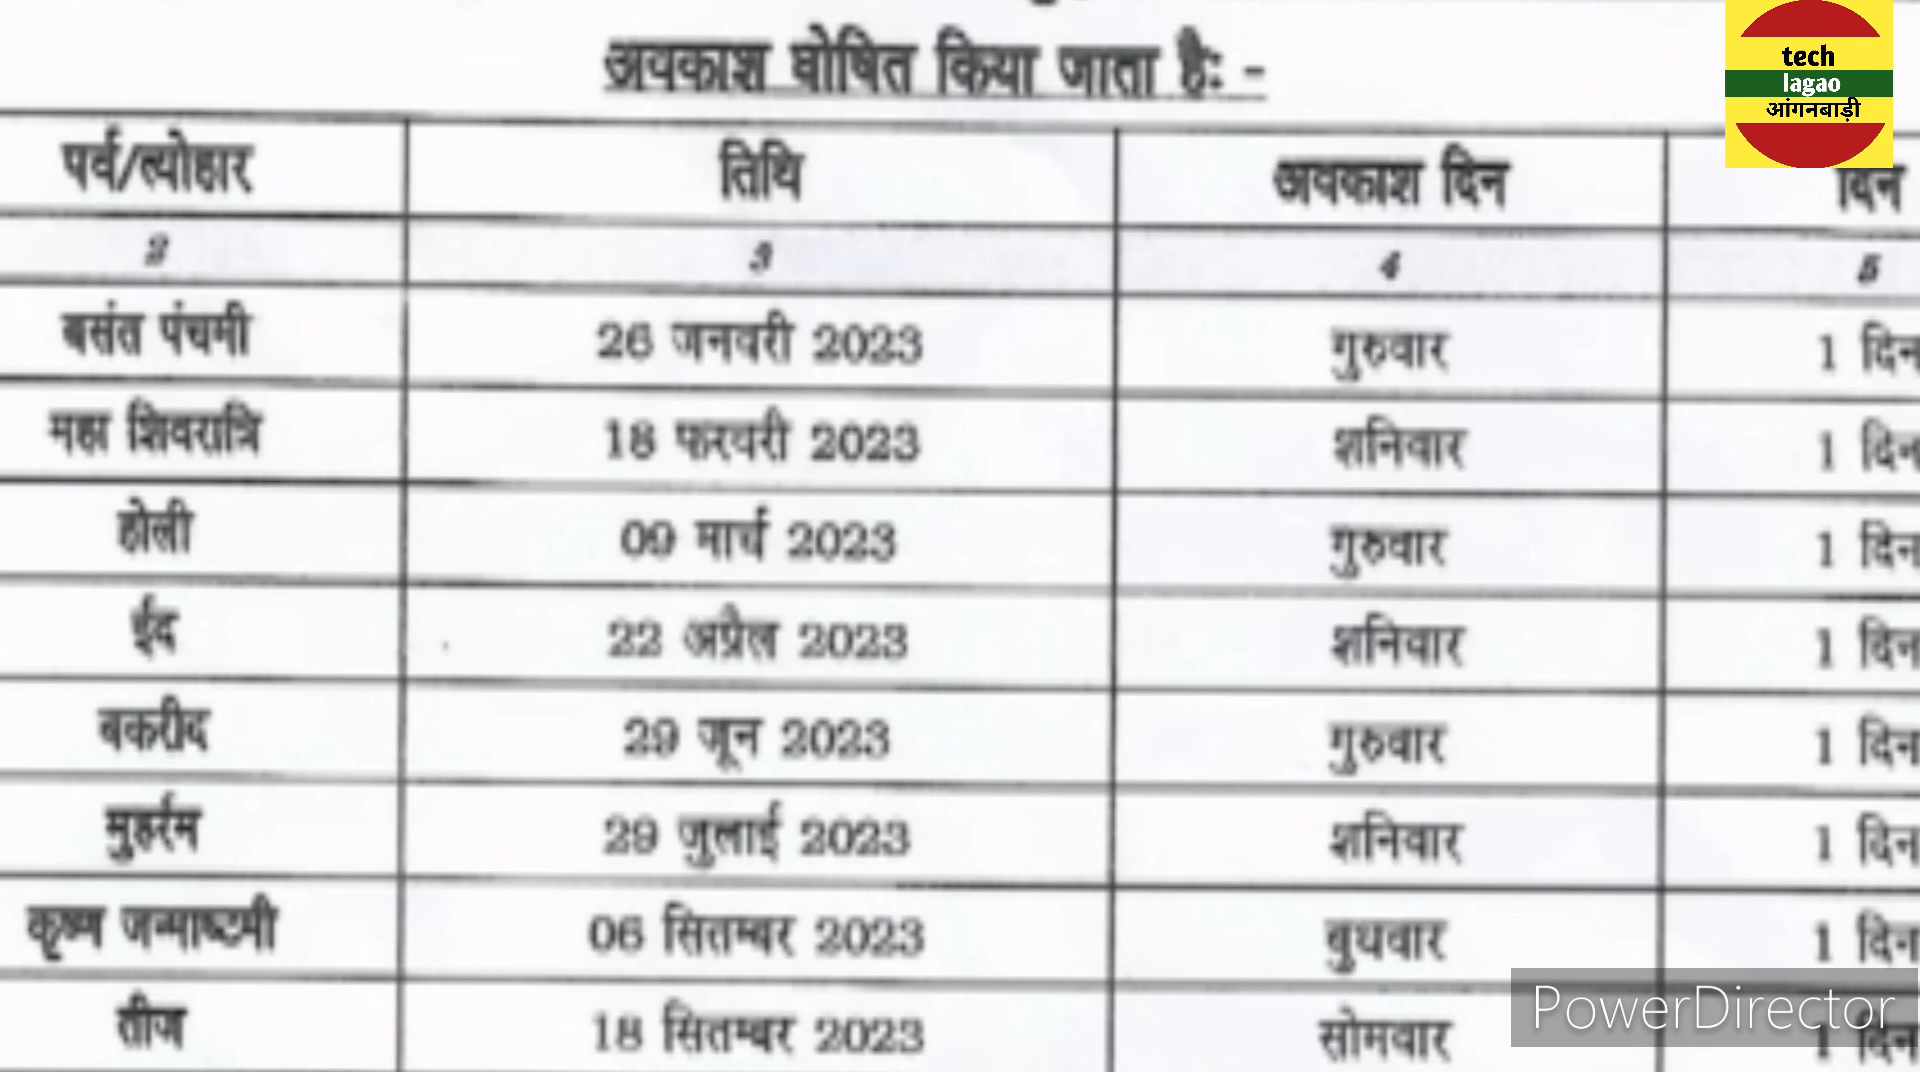 अवकाश घोषित किया जाता हैः -
tech
lagao
आंगनबाड़ी
पर्व/त्योहार तिथि अवकाश दिन दिन
2 3 4 5
बसंत पंचमी 26 जनवरी 2023 गुरुवार 1 दिन
महा शिवरात्रि 18 फरवरी 2023 शनिवार 1 दिन
होली 09 मार्च 2023 गुरुवार 1 दिन
ईद 22 अप्रैल 2023 शनिवार 1 दिन
बकरीद 29 जून 2023 गुरुवार 1 दिन
मुहर्रम 29 जुलाई 2023 शनिवार 1 दिन
कृष्ण जन्माष्टमी 06 सितम्बर 2023 बुधवार 1 दिन
तीज 18 सितम्बर 2023 सोमवार 1 दिन
PowerDirector